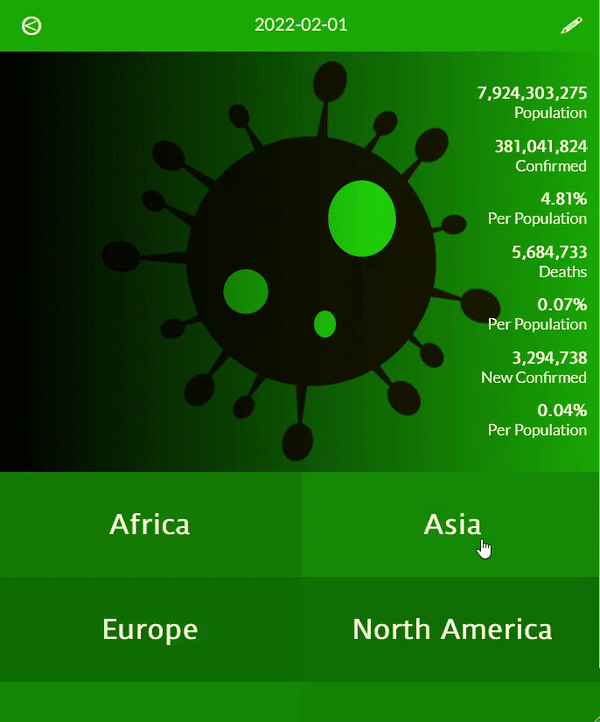 2022-02-01
7,924,303,275
Population
381,041,824
Confirmed
4.81%
Per Population
5,684,733
Deaths
0.07%
Per Population
3,294,738
New Confirmed
0.04%
Per Population
Africa
Asia
Europe
North America